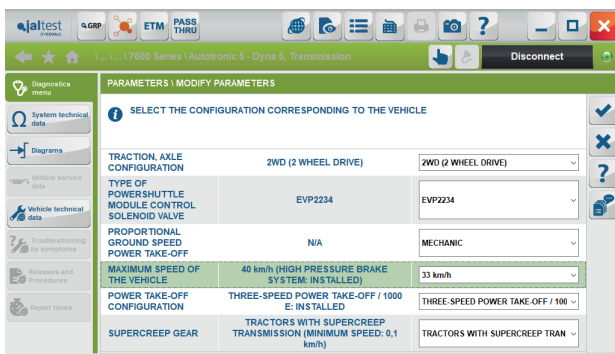 jaltest
BY COJALI
GRP
ETM
PASS
THRU
?
\...\...\7600 Series \ Autotronic 5 - Dyna 6, Transmission
Disconnect
Diagnostics
menu
PARAMETERS \ MODIFY PARAMETERS
SELECT THE CONFIGURATION CORRESPONDING TO THE VEHICLE
System technical
data
Diagrams
Vehicle service
data
Vehicle technical
data
Troubleshooting
by symptoms
Releases and
Procedures
Repair times
TRACTION, AXLE
CONFIGURATION
2WD (2 WHEEL DRIVE)
2WD (2 WHEEL DRIVE)
TYPE OF
POWERSHUTTLE
MODULE CONTROL
SOLENOID VALVE
EVP2234
EVP2234
PROPORTIONAL
GROUND SPEED
POWER TAKE-OFF
N/A
MECHANIC
MAXIMUM SPEED OF
THE VEHICLE
40 km/h (HIGH PRESSURE BRAKE
SYSTEM: INSTALLED)
33 km/h
POWER TAKE-OFF
CONFIGURATION
THREE-SPEED POWER TAKE-OFF / 1000
E: INSTALLED
THREE-SPEED POWER TAKE-OFF / 100
SUPERCREEP GEAR
TRACTORS WITH SUPERCREEP
TRANSMISSION (MINIMUM SPEED: 0,1
km/h)
TRACTORS WITH SUPERCREEP TRAN
?